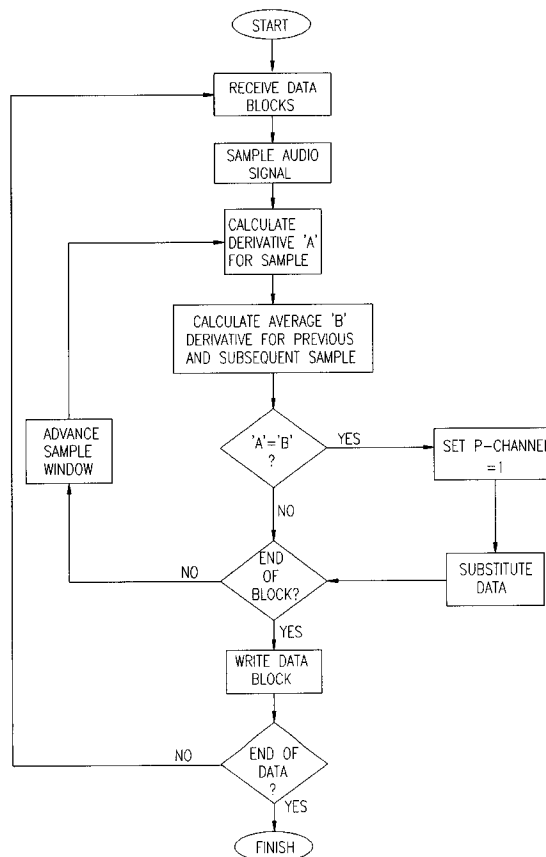 START
RECEIVE DATA
BLOCKS
SAMPLE AUDIO
SIGNAL
CALCULATE
DERIVATIVE 'A'
FOR SAMPLE
CALCULATE AVERAGE 'B'
DERIVATIVE FOR PREVIOUS
AND SUBSEQUENT SAMPLE
'A'='B'
?
YES
SET P-CHANNEL
=1
SUBSTITUTE
DATA
NO
ADVANCE
SAMPLE
WINDOW
END
OF
BLOCK?
NO
YES
WRITE DATA
BLOCK
END OF
DATA
?
NO
YES
FINISH